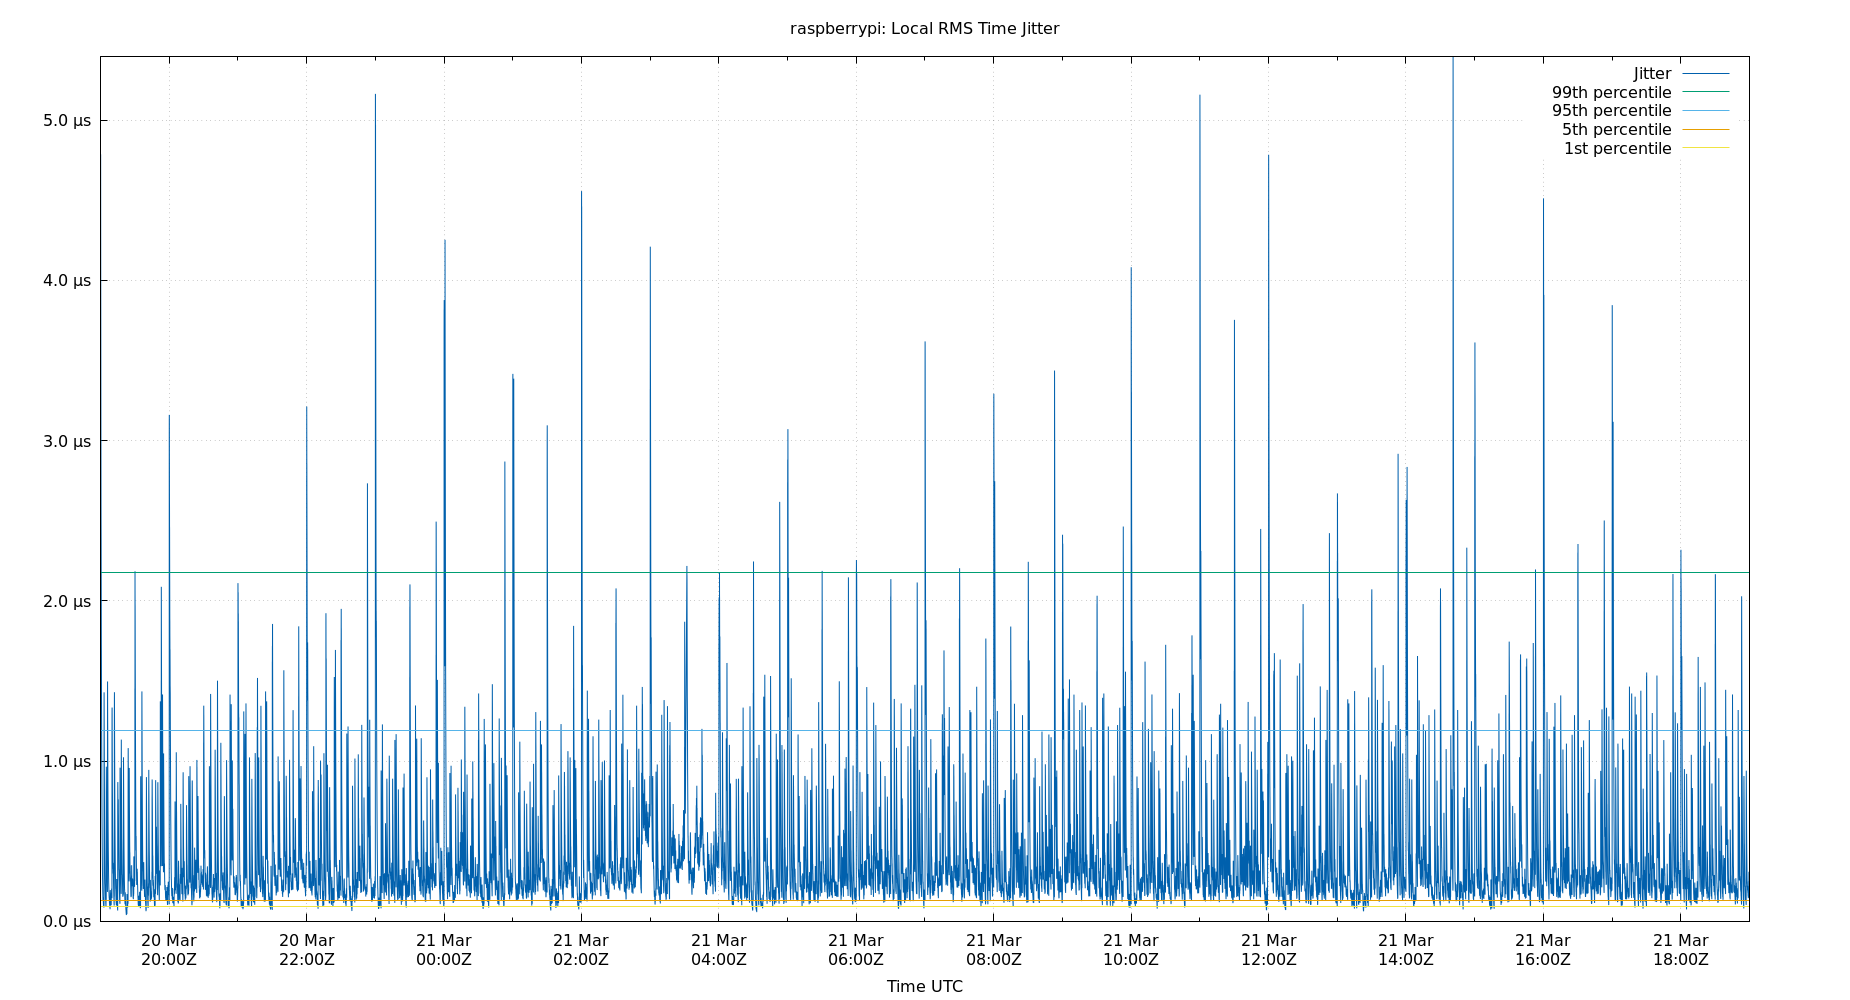 raspberrypi: Local RMS Time Jitter
Jitter
99th percentile
95th percentile
5th percentile
1st percentile
5.0 µs
4.0 µs
3.0 µs
2.0 µs
1.0 µs
0.0 µs
20 Mar 20 Mar 21 Mar 21 Mar 21 Mar 21 Mar 21 Mar 21 Mar 21 Mar 21 Mar 21 Mar 21 Mar
20:00Z 22:00Z 00:00Z 02:00Z 04:00Z 06:00Z 08:00Z 10:00Z 12:00Z 14:00Z 16:00Z 18:00Z
Time UTC